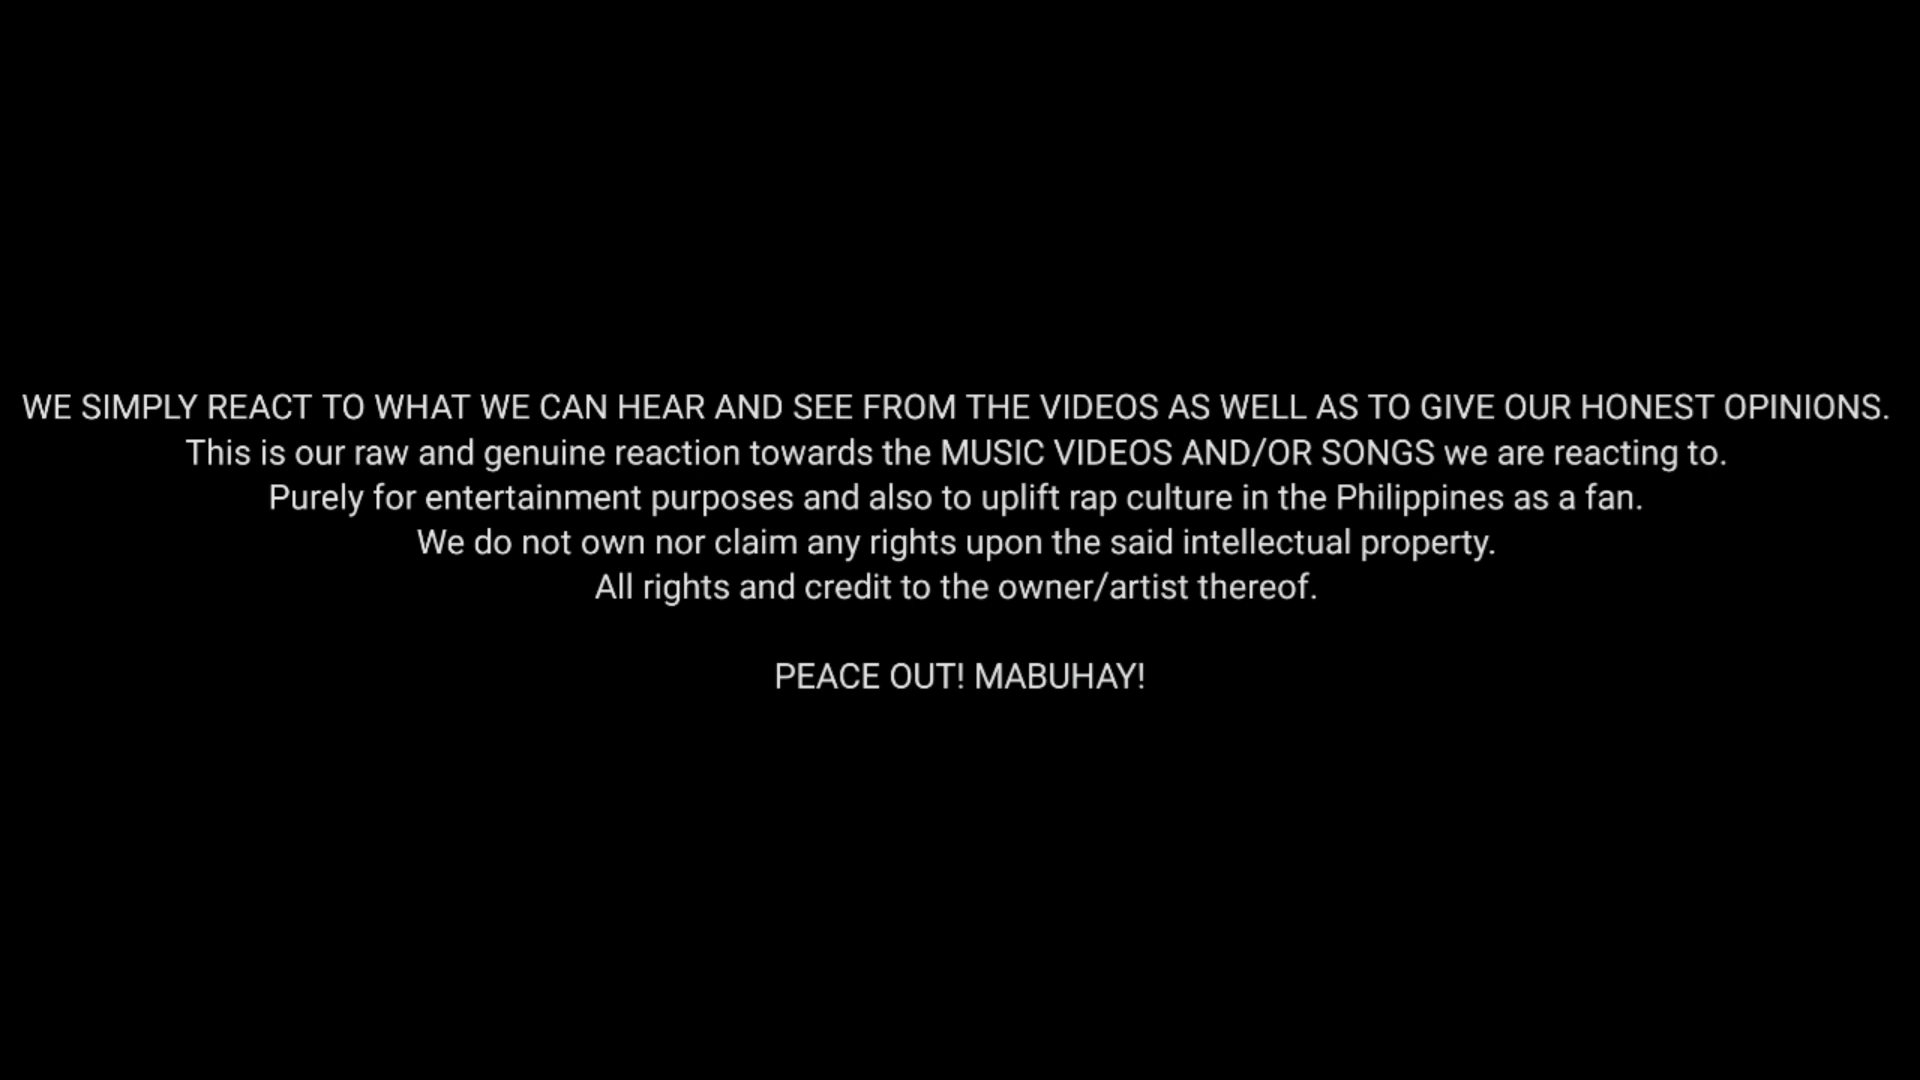 WE SIMPLY REACT TO WHAT WE CAN HEAR AND SEE FROM THE VIDEOS AS WELL AS TO GIVE OUR HONEST OPINIONS.
This is our raw and genuine reaction towards the MUSIC VIDEOS AND/OR SONGS we are reacting to.
Purely for entertainment purposes and also to uplift rap culture in the Philippines as a fan.
We do not own nor claim any rights upon the said intellectual property.
All rights and credit to the owner/artist thereof.
PEACE OUT! MABUHAY!